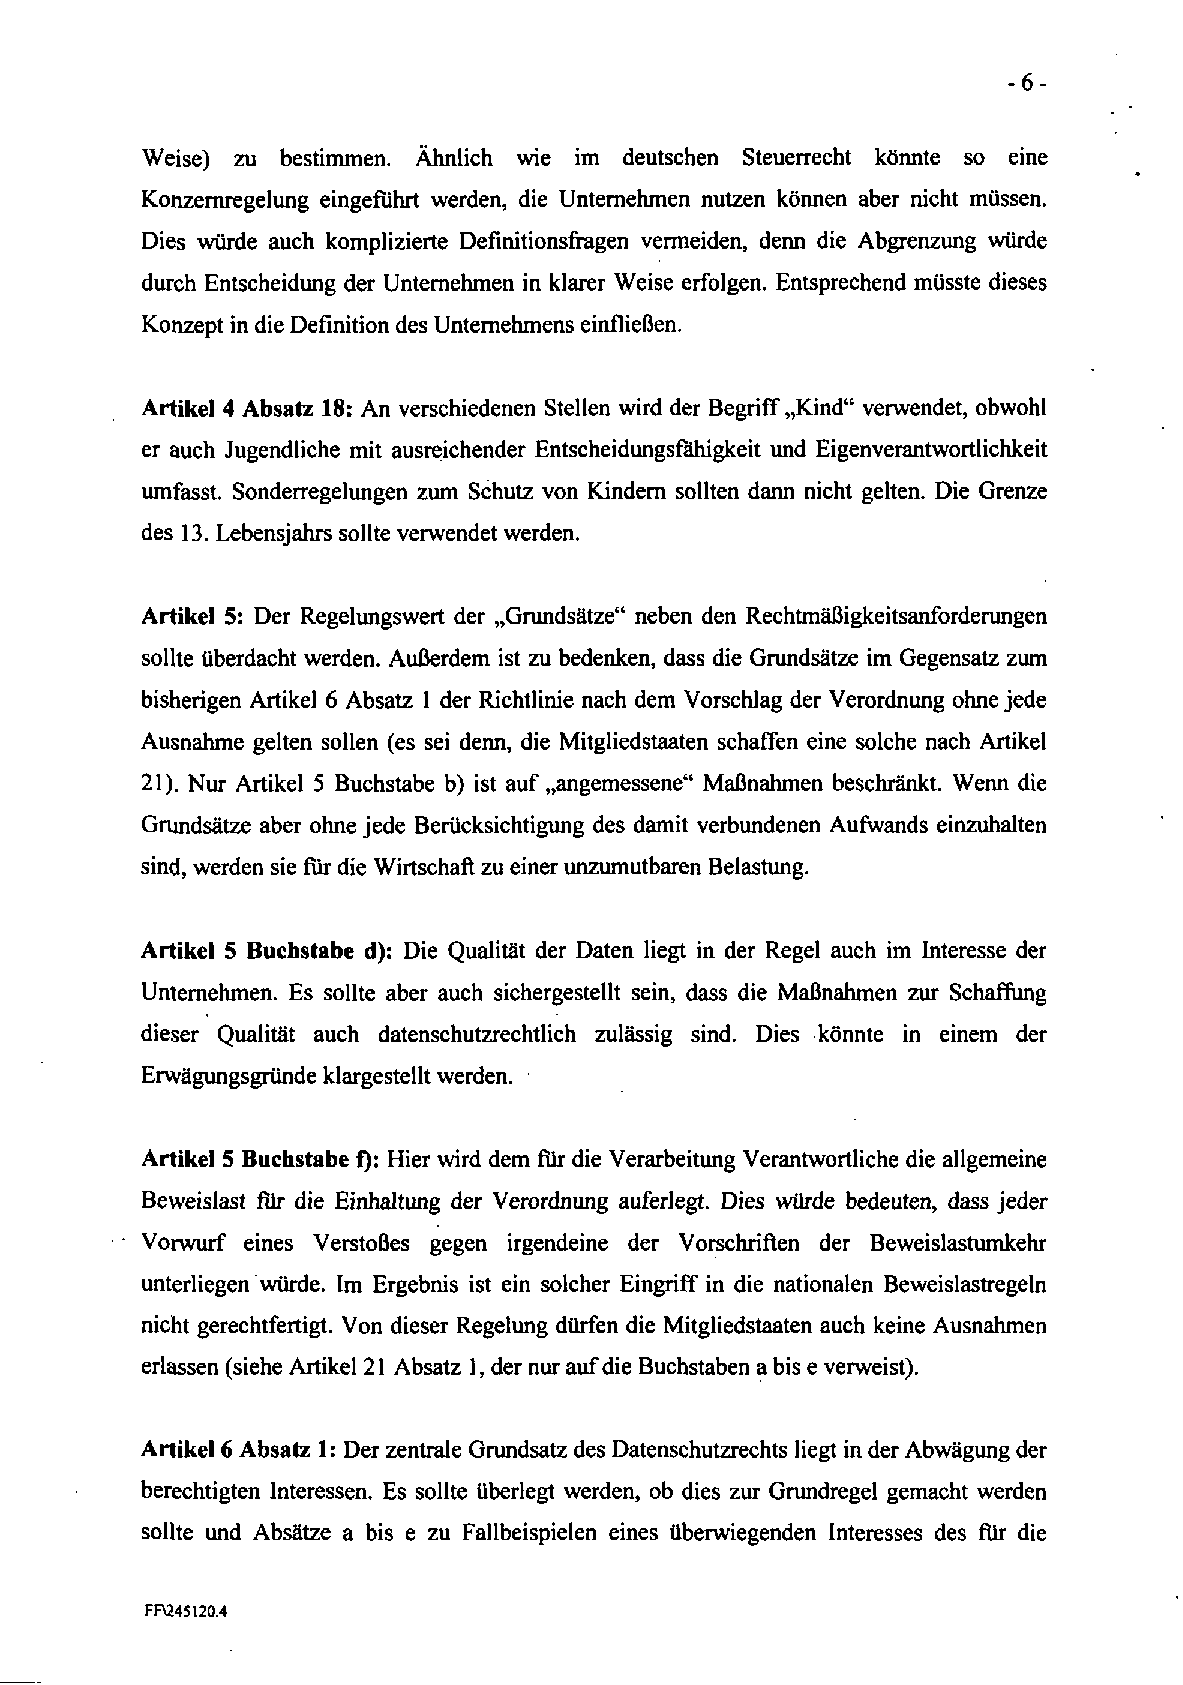 - 6 -
Weise) zu bestimmen. Ähnlich wie im deutschen Steuerrecht könnte so eine
Konzernregelung eingeführt werden, die Unternehmen nutzen können aber nicht müssen.
Dies würde auch komplizierte Definitionsfragen vermeiden, denn die Abgrenzung würde
durch Entscheidung der Unternehmen in klarer Weise erfolgen. Entsprechend müsste dieses
Konzept in die Definition des Unternehmens einfließen.
Artikel 4 Absatz 18: An verschiedenen Stellen wird der Begriff „Kind“ verwendet, obwohl
er auch Jugendliche mit ausreichender Entscheidungsfähigkeit und Eigenverantwortlichkeit
umfasst. Sonderregelungen zum Schutz von Kindern sollten dann nicht gelten. Die Grenze
des 13. Lebensjahrs sollte verwendet werden.
Artikel 5: Der Regelungswert der „Grundsätze“ neben den Rechtmäßigkeitsanforderungen
sollte überdacht werden. Außerdem ist zu bedenken, dass die Grundsätze im Gegensatz zum
bisherigen Artikel 6 Absatz 1 der Richtlinie nach dem Vorschlag der Verordnung ohne jede
Ausnahme gelten sollen (es sei denn, die Mitgliedstaaten schaffen eine solche nach Artikel
21). Nur Artikel 5 Buchstabe b) ist auf „angemessene“ Maßnahmen beschränkt. Wenn die
Grundsätze aber ohne jede Berücksichtigung des damit verbundenen Aufwands einzuhalten
sind, werden sie für die Wirtschaft zu einer unzumutbaren Belastung.
Artikel 5 Buchstabe d): Die Qualität der Daten liegt in der Regel auch im Interesse der
Unternehmen. Es sollte aber auch sichergestellt sein, dass die Maßnahmen zur Schaffung
dieser Qualität auch datenschutzrechtlich zulässig sind. Dies könnte in einem der
Erwägungsgründe klargestellt werden.
Artikel 5 Buchstabe f): Hier wird dem für die Verarbeitung Verantwortliche die allgemeine
Beweislast für die Einhaltung der Verordnung auferlegt. Dies würde bedeuten, dass jeder
Vorwurf eines Verstoßes gegen irgendeine der Vorschriften der Beweislastumkehr
unterliegen würde. Im Ergebnis ist ein solcher Eingriff in die nationalen Beweislastregeln
nicht gerechtfertigt. Von dieser Regelung dürfen die Mitgliedstaaten auch keine Ausnahmen
erlassen (siehe Artikel 21 Absatz 1, der nur auf die Buchstaben a bis e verweist).
Artikel 6 Absatz 1: Der zentrale Grundsatz des Datenschutzrechts liegt in der Abwägung der
berechtigten Interessen. Es sollte überlegt werden, ob dies zur Grundregel gemacht werden
sollte und Absätze a bis e zu Fallbeispielen eines überwiegenden Interesses des für die
FF\245120.4